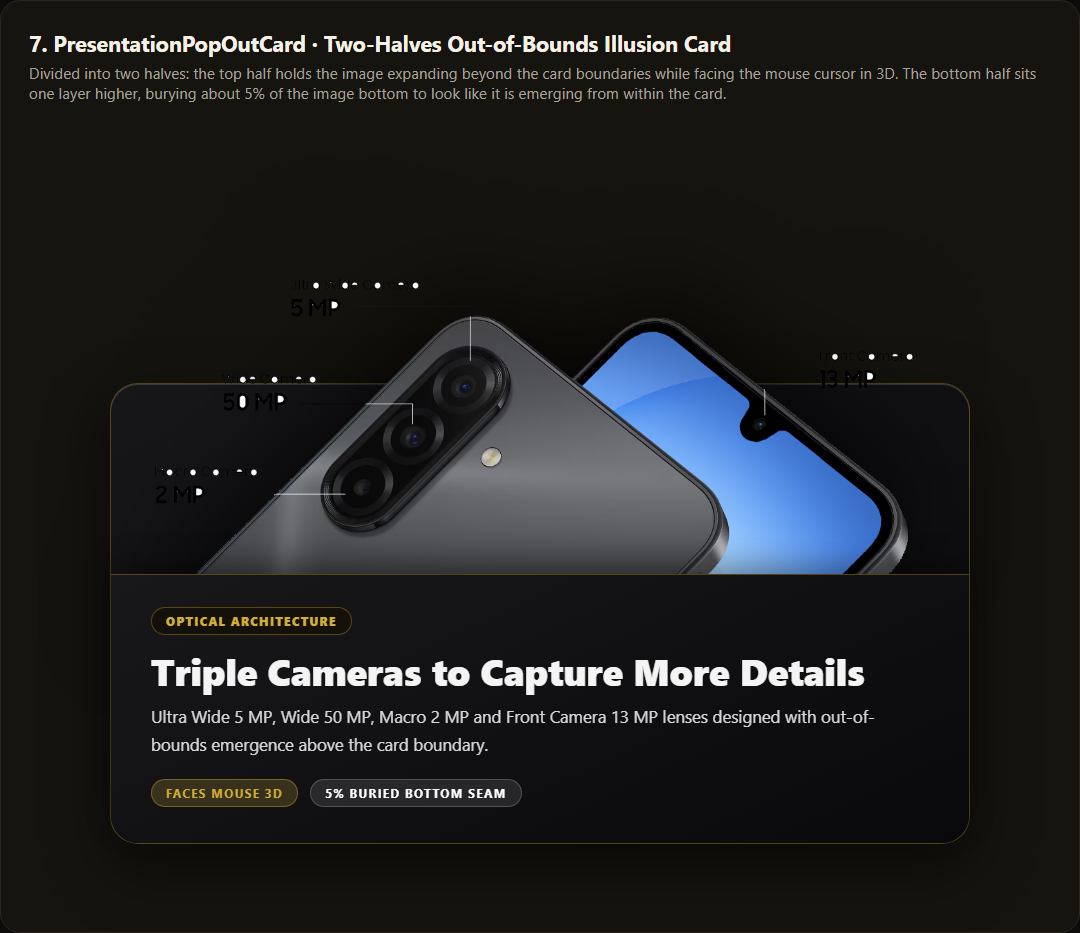 7. PresentationPopOutCard · Two-Halves Out-of-Bounds Illusion Card
Divided into two halves: the top half holds the image expanding beyond the card boundaries while facing the mouse cursor in 3D. The bottom half sits
one layer higher, burying about 5% of the image bottom to look like it is emerging from within the card.
5 MP
Front Camera
13 MP
50 MP
2 MP
OPTICAL ARCHITECTURE
Triple Cameras to Capture More Details
Ultra Wide 5 MP, Wide 50 MP, Macro 2 MP and Front Camera 13 MP lenses designed with out-of-
bounds emergence above the card boundary.
FACES MOUSE 3D
5% BURIED BOTTOM SEAM